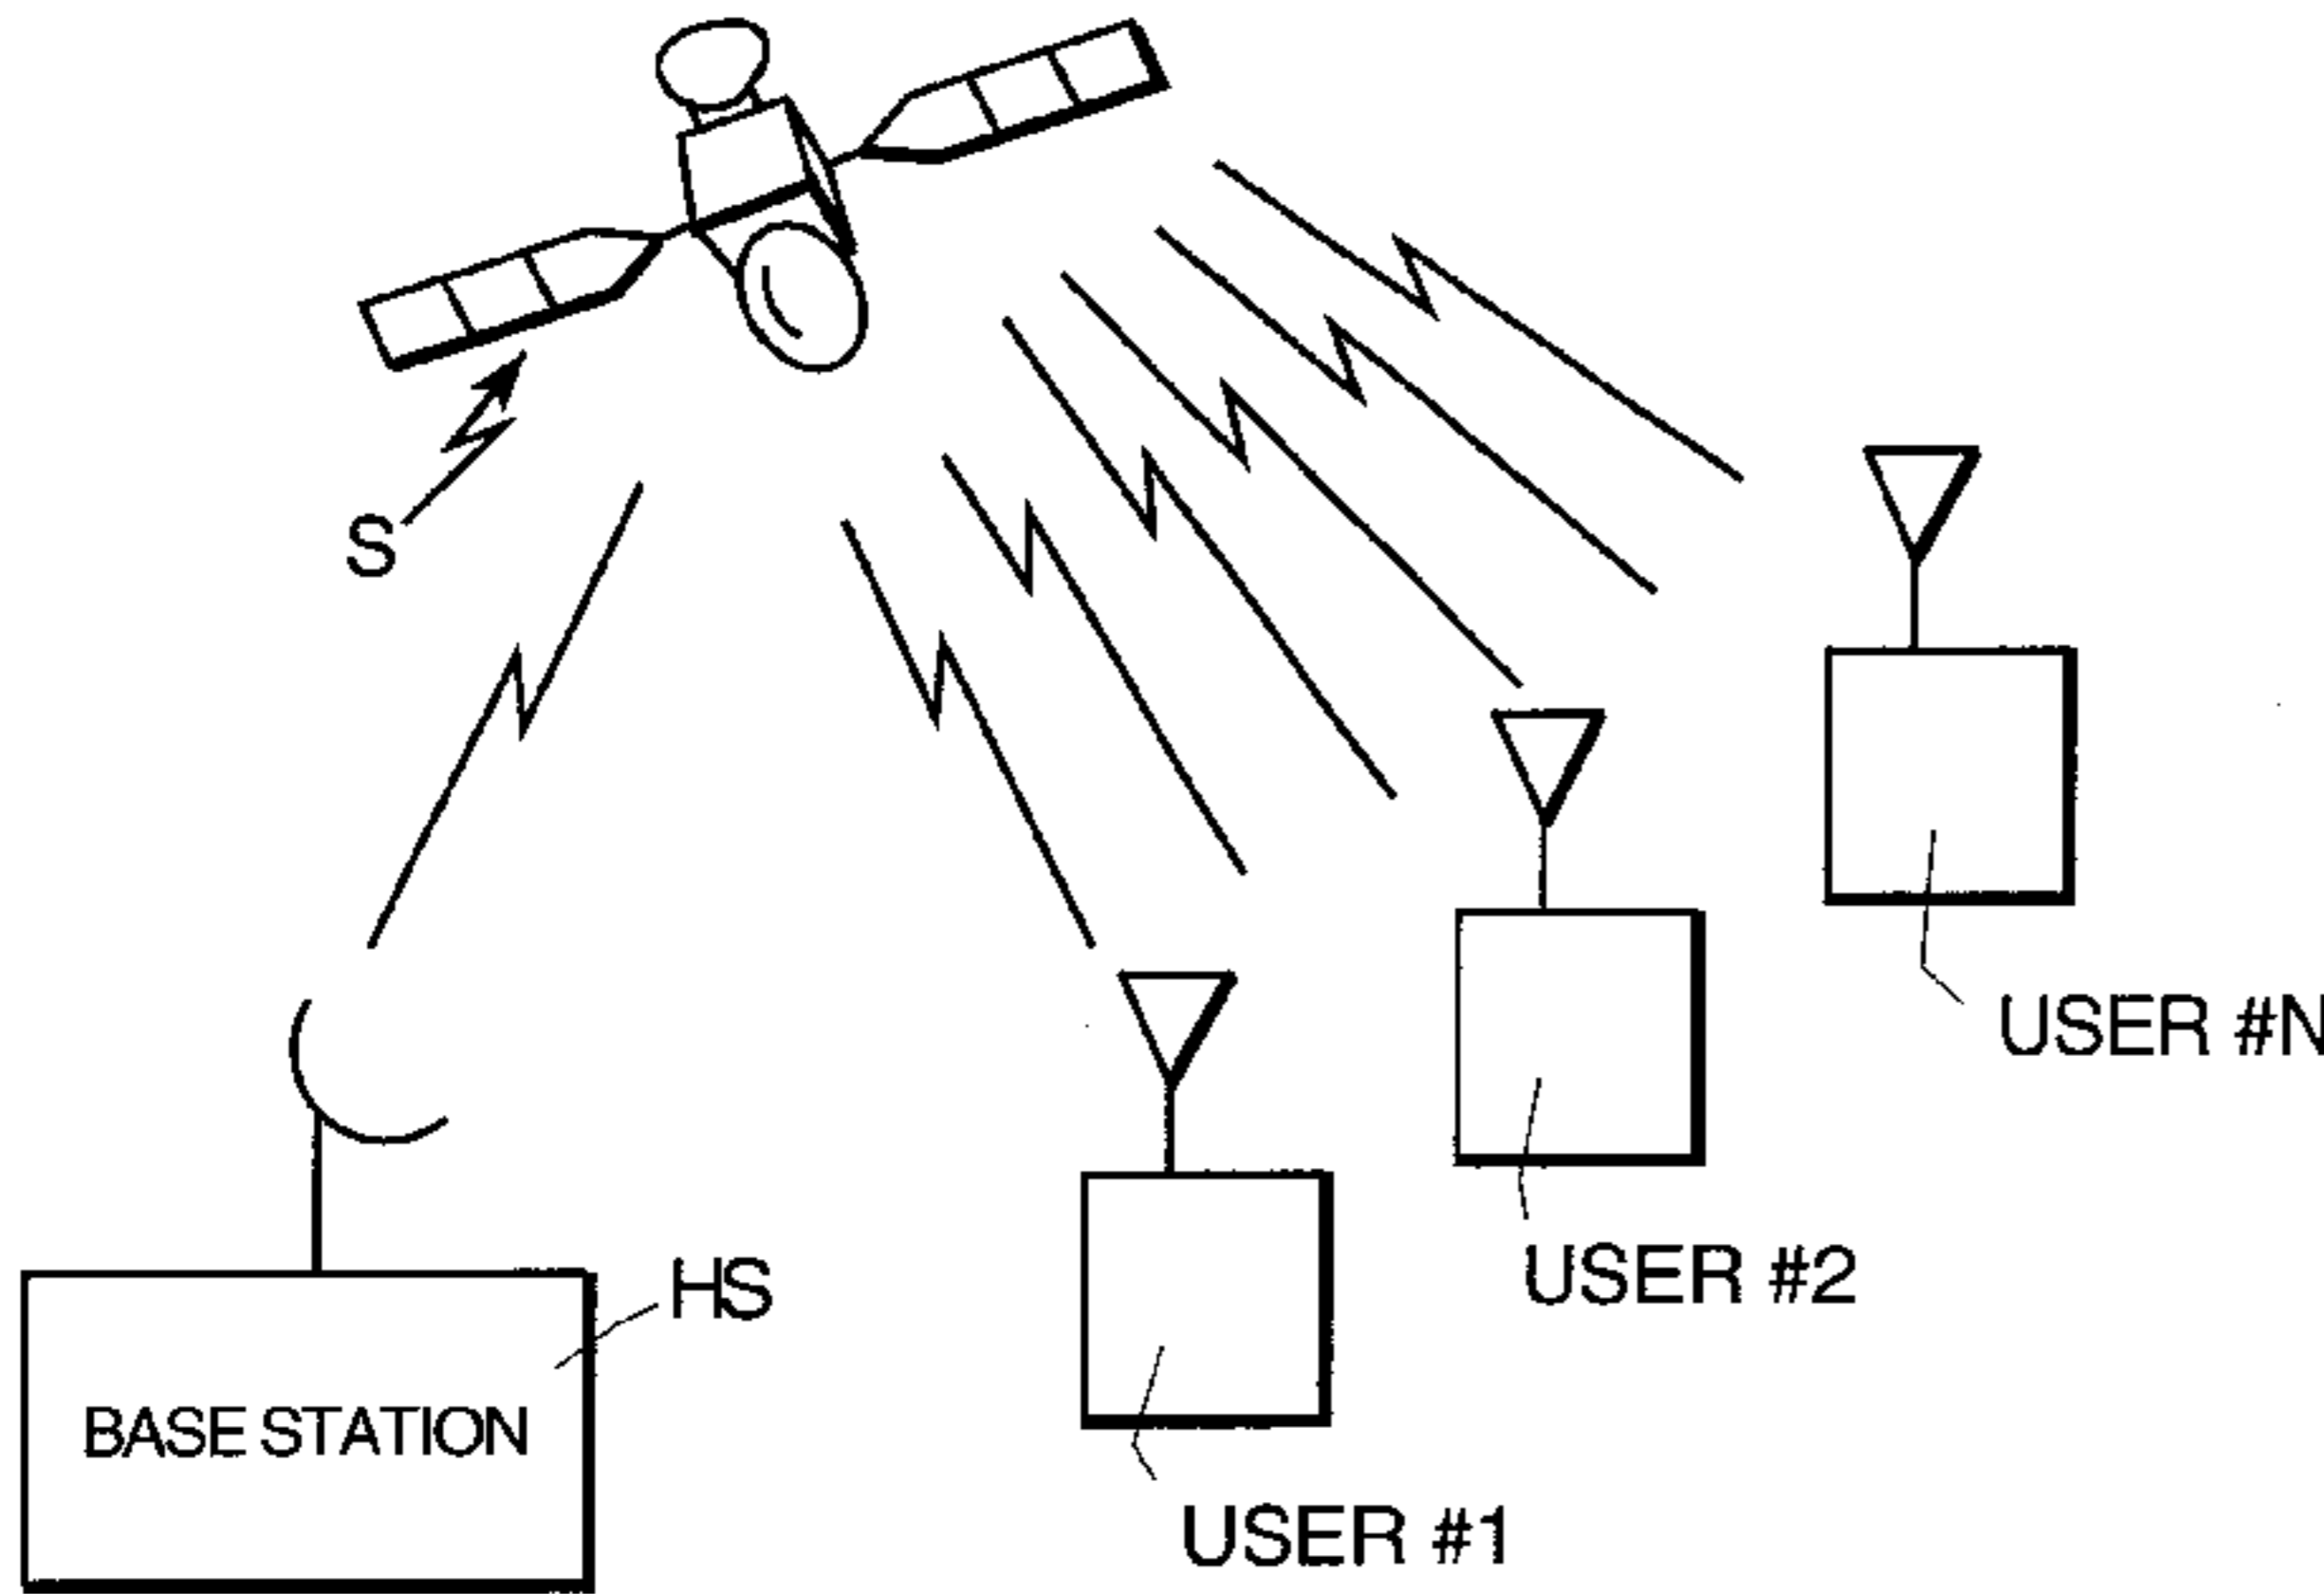 S
USER #N
USER #2
HS
BASE STATION
USER #1